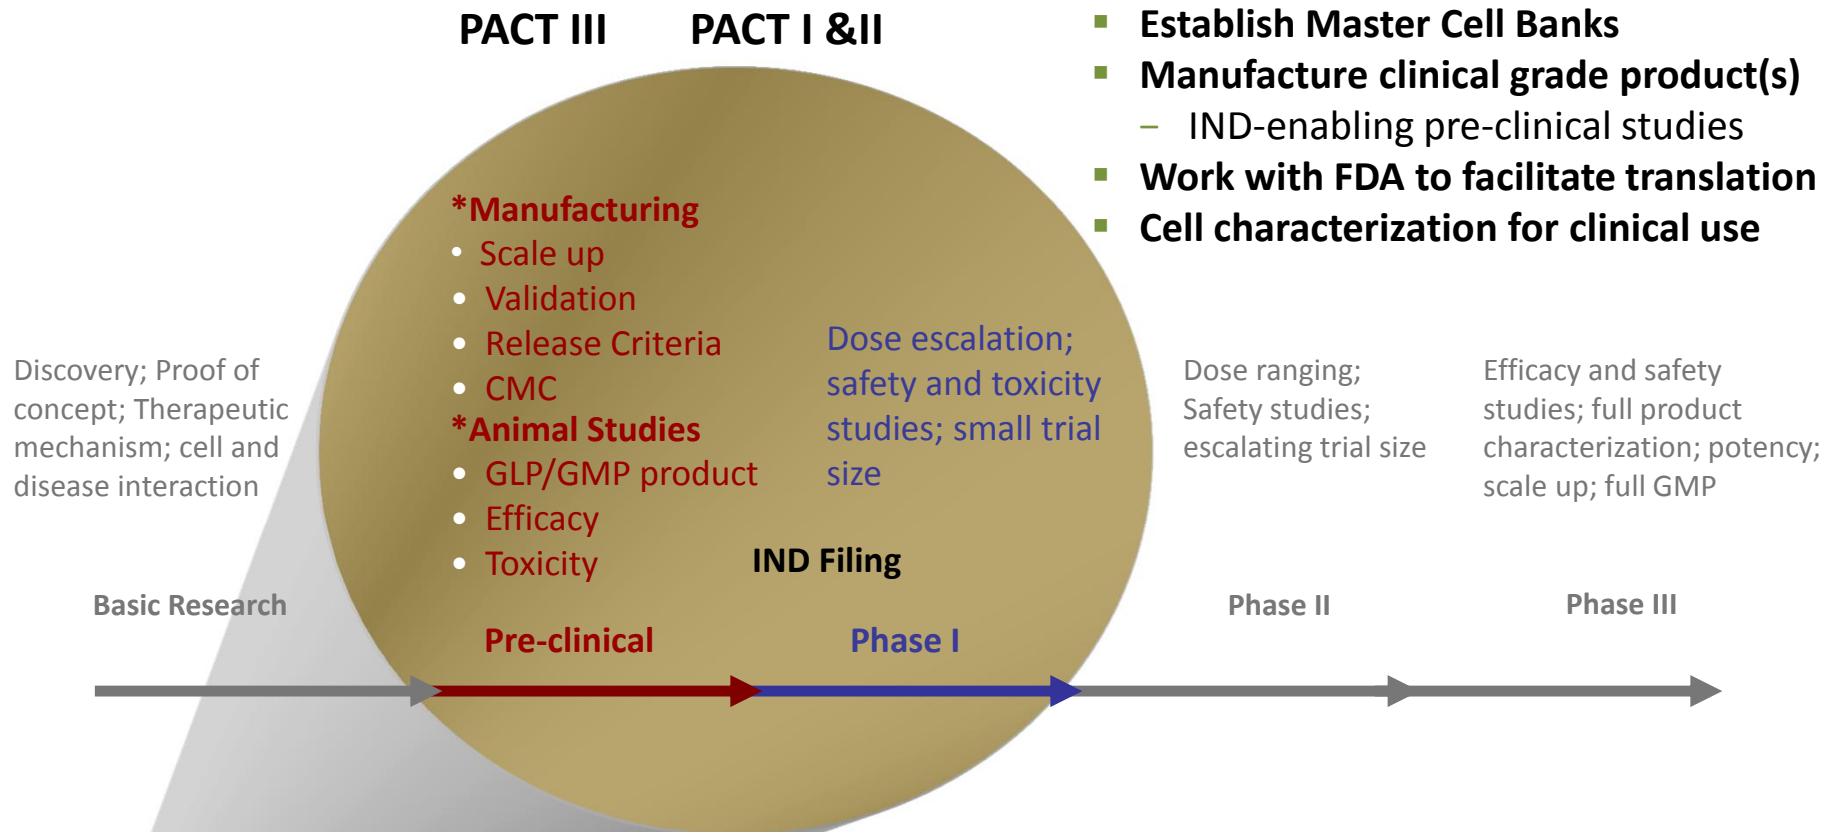 PACT III
PACT I &II
▪ Establish Master Cell Banks
▪ Manufacture clinical grade product(s)
– IND-enabling pre-clinical studies
▪ Work with FDA to facilitate translation
▪ Cell characterization for clinical use
Discovery; Proof of
concept; Therapeutic
mechanism; cell and
disease interaction
*Manufacturing
• Scale up
• Validation
• Release Criteria
• CMC
*Animal Studies
• GLP/GMP product
• Efficacy
• Toxicity
Dose escalation;
safety and toxicity
studies; small trial
size
IND Filing
Dose ranging;
Safety studies;
escalating trial size
Efficacy and safety
studies; full product
characterization; potency;
scale up; full GMP
Basic Research
Pre-clinical
Phase I
Phase II
Phase III